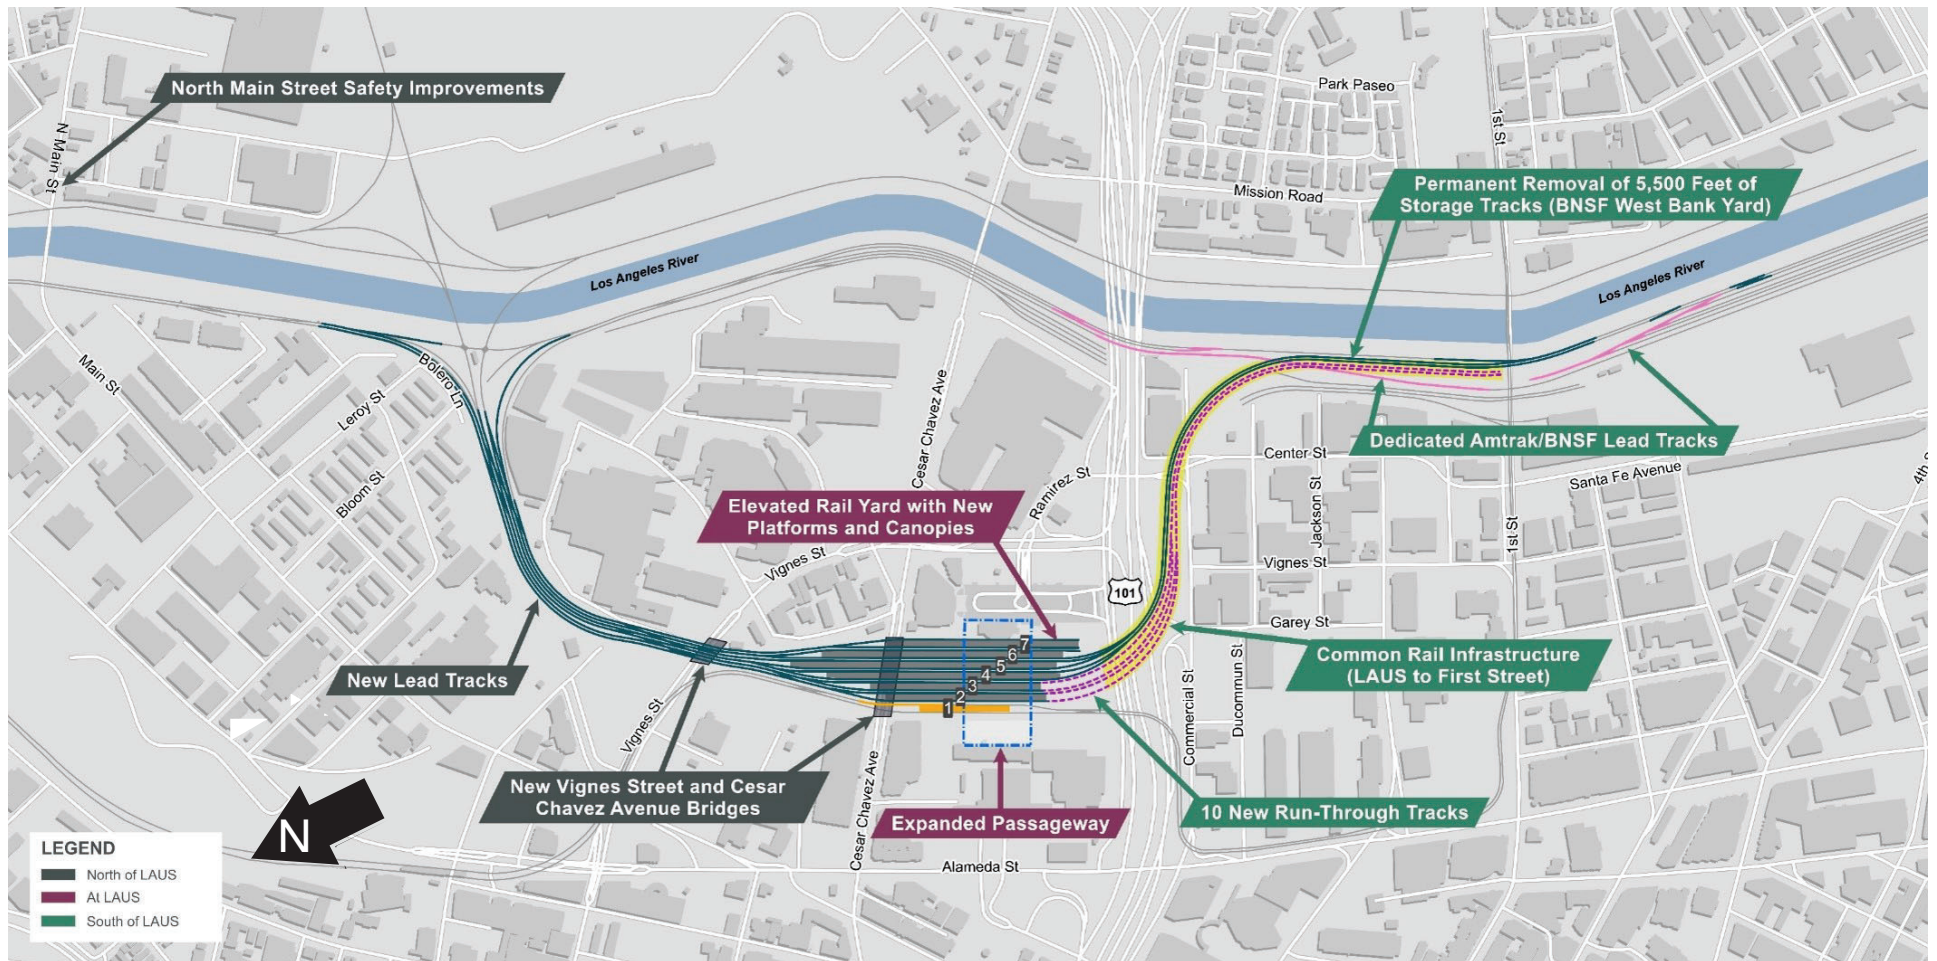 North Main Street Safety Improvements
N Main St
Park Paseo
1st St
Permanent Removal of 5,500 Feet of
Storage Tracks (BNSF West Bank Yard)
Mission Road
Los Angeles River
Los Angeles River
Main St
Bolero Ln
Leroy St
Bloom St
Cesar Chavez Ave
Dedicated Amtrak/BNSF Lead Tracks
Center St
Santa Fe Avenue
Jackson St
1st St
Ramirez St
Elevated Rail Yard with New
Platforms and Canopies
Vignes St
Vignes St
101
Garey St
7
6
5
4
3
2
1
Common Rail Infrastructure
(LAUS to First Street)
New Lead Tracks
Vignes St
Commercial St
Ducommun St
New Vignes Street and Cesar
Chavez Avenue Bridges
Cesar Chavez Ave
Expanded Passageway
10 New Run-Through Tracks
Alameda St
N
LEGEND
North of LAUS
At LAUS
South of LAUS